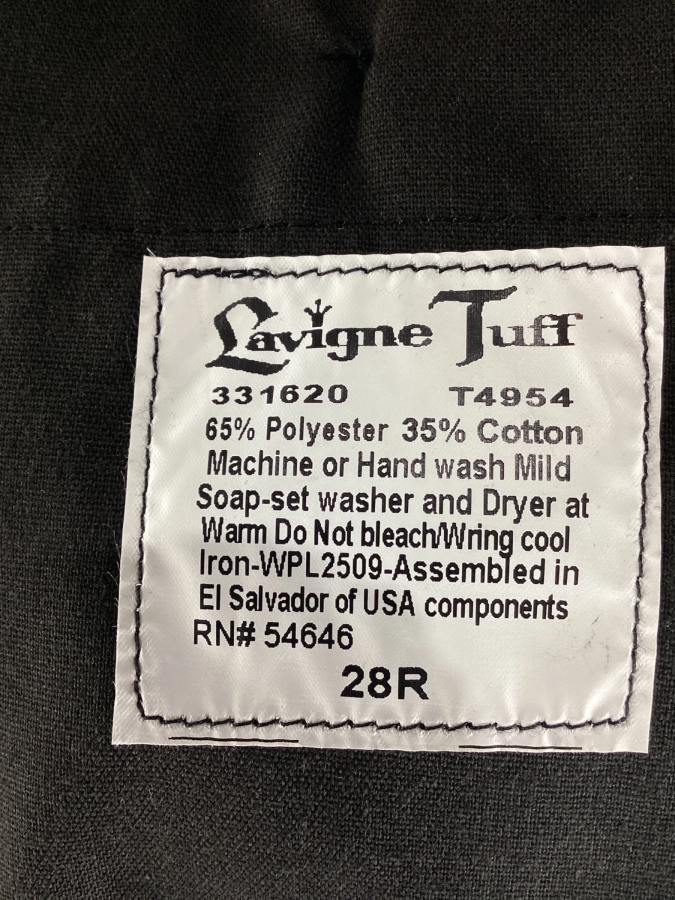 Lavigne Tuff
331620 T4954
65% Polyester 35% Cotton
Machine or Hand wash Mild
Soap-set washer and Dryer at
Warm Do Not bleach/Wring cool
Iron-WPL2509-Assembled in
El Salvador of USA components
RN# 54646
28R